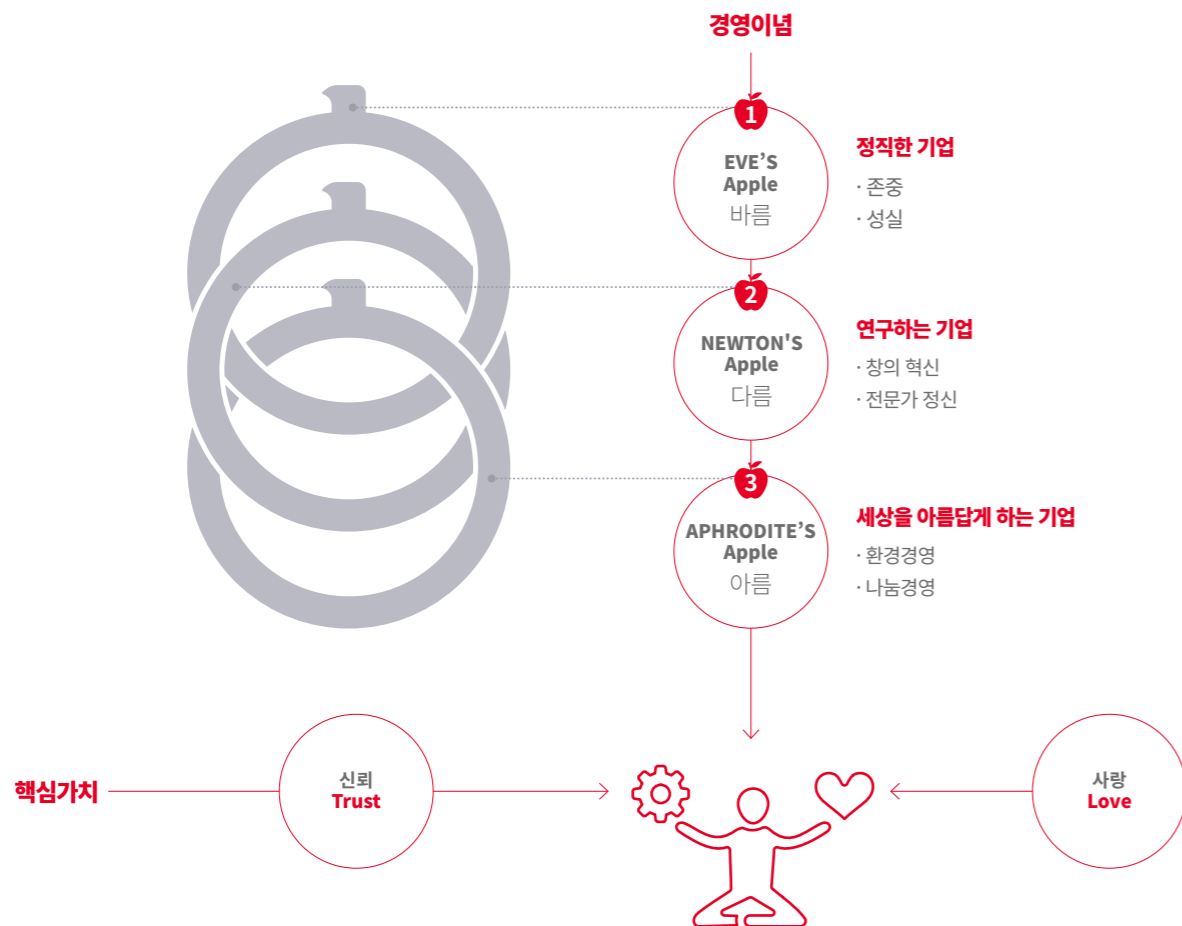 경영이념
1
EVE’S
Apple
바름
정직한 기업
· 존중
· 성실
2
NEWTON'S
Apple
다름
연구하는 기업
· 창의 혁신
· 전문가 정신
3
APHRODITE’S
Apple
아름
세상을 아름답게 하는 기업
· 환경경영
· 나눔경영
핵심가치
신뢰
Trust
사랑
Love